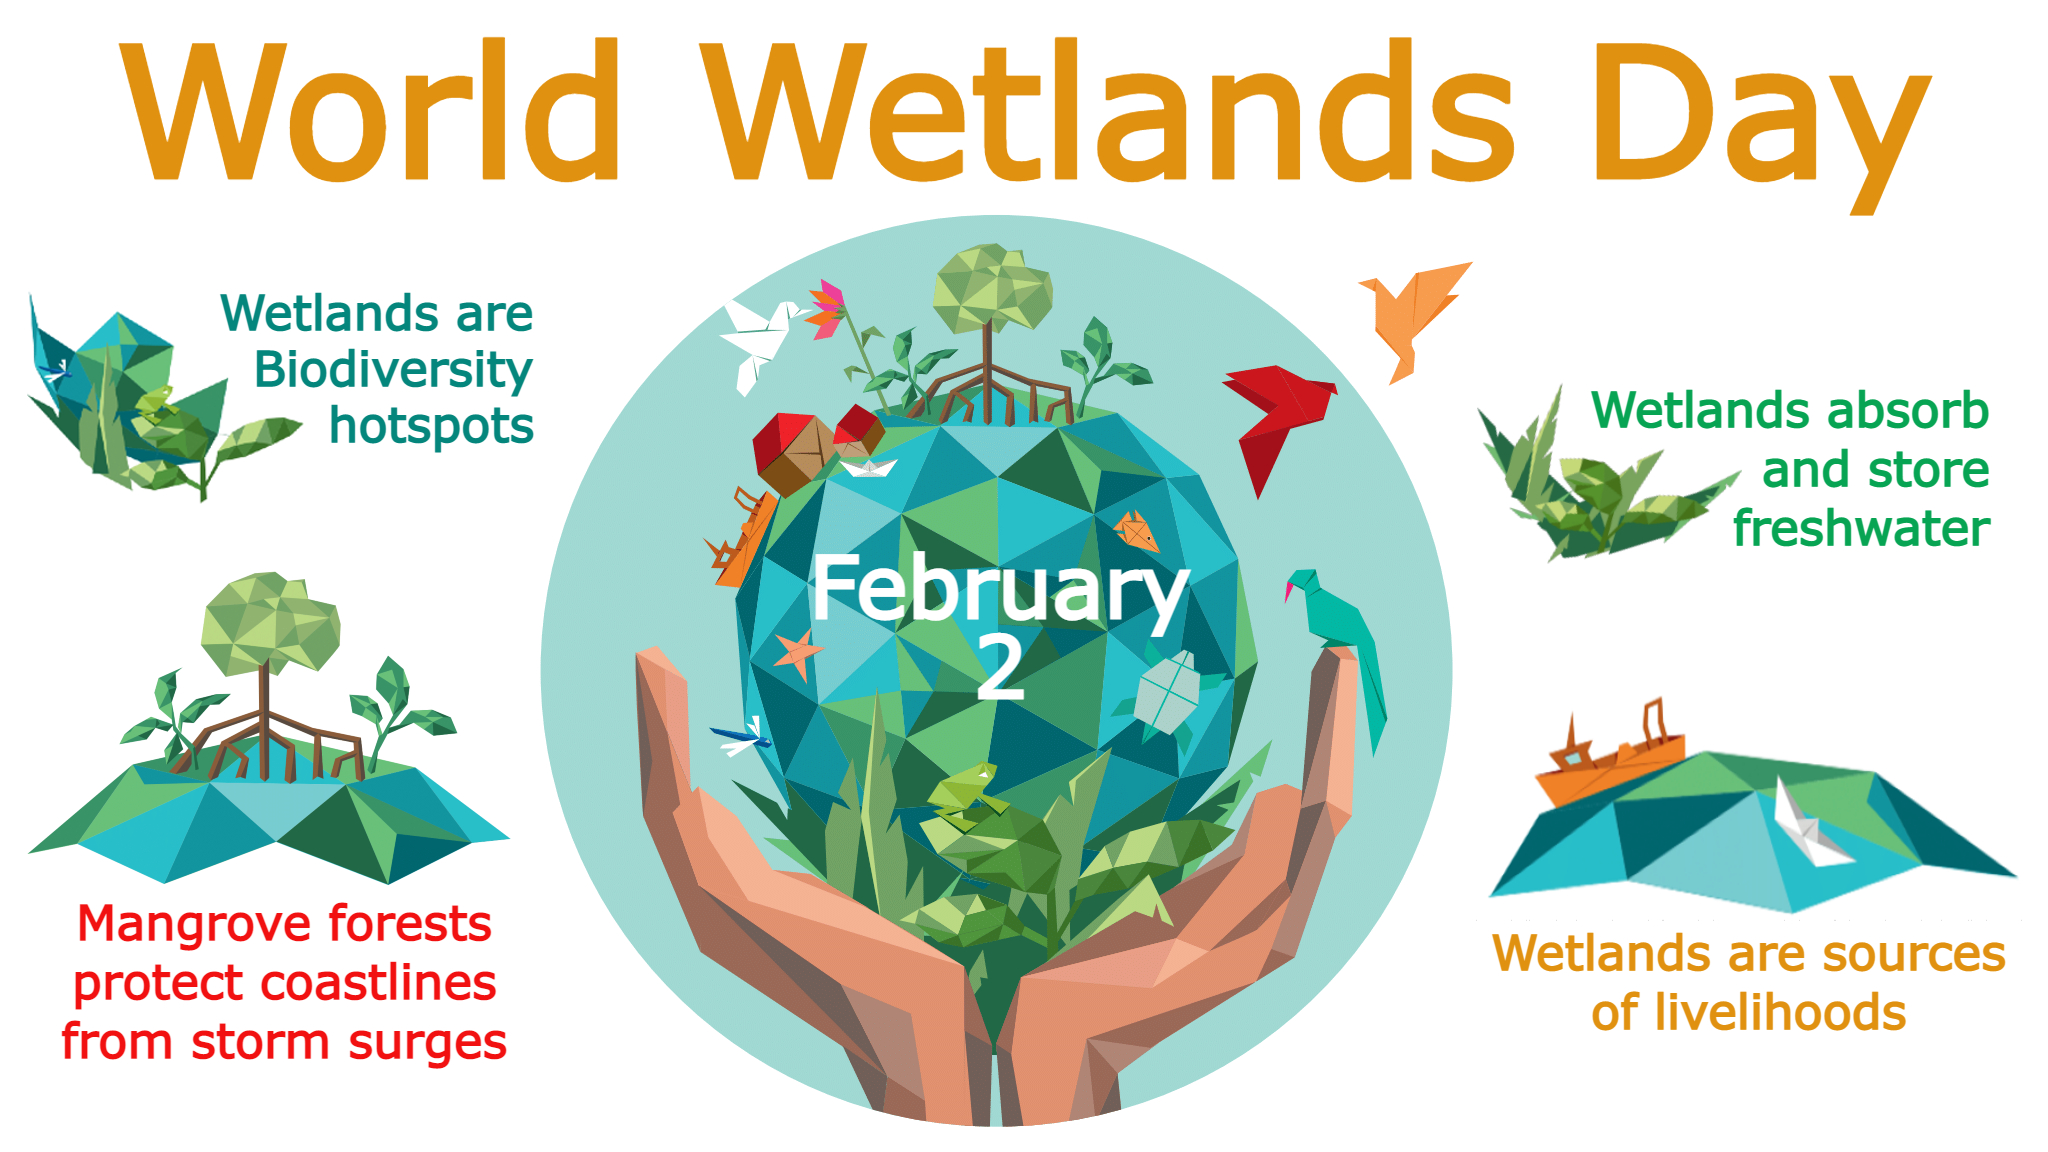 World Wetlands Day
Wetlands are
Biodiversity
hotspots
February
2
Wetlands absorb
and store
freshwater
Mangrove forests
protect coastlines
from storm surges
Wetlands are sources
of livelihoods